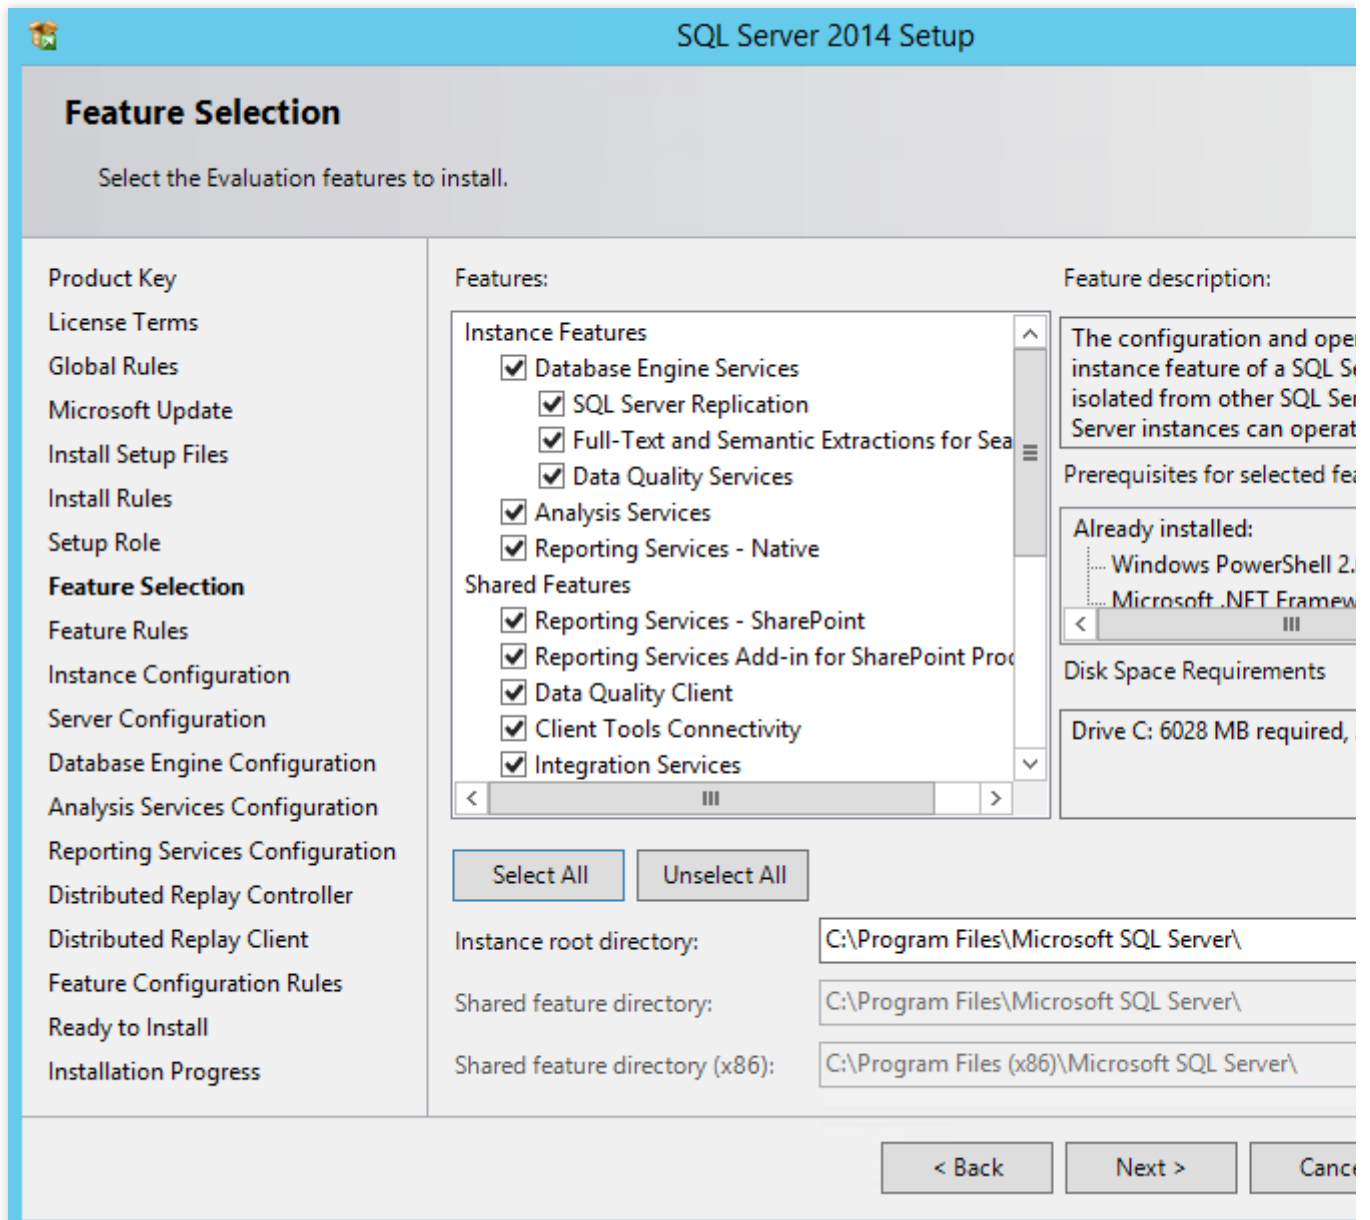 SQL Server 2014 Setup
Feature Selection
Select the Evaluation features to install.
Product Key
License Terms
Global Rules
Microsoft Update
Install Setup Files
Install Rules
Setup Role
Feature Selection
Feature Rules
Instance Configuration
Server Configuration
Database Engine Configuration
Analysis Services Configuration
Reporting Services Configuration
Distributed Replay Controller
Distributed Replay Client
Feature Configuration Rules
Ready to Install
Installation Progress
Features:
Instance Features
Database Engine Services
SQL Server Replication
Full-Text and Semantic Extractions for Sea
Data Quality Services
Analysis Services
Reporting Services - Native
Shared Features
Reporting Services - SharePoint
Reporting Services Add-in for SharePoint Proc
Data Quality Client
Client Tools Connectivity
Integration Services
Select All
Unselect All
Feature description:
The configuration and oper
instance feature of a SQL Se
isolated from other SQL Ser
Server instances can operat
Prerequisites for selected fea
Already installed:
Windows PowerShell 2.
Microsoft .NET Framew
Disk Space Requirements
Drive C: 6028 MB required,
Instance root directory: C:\Program Files\Microsoft SQL Server\
Shared feature directory: C:\Program Files\Microsoft SQL Server\
Shared feature directory (x86): C:\Program Files (x86)\Microsoft SQL Server\
< Back
Next >
Cance